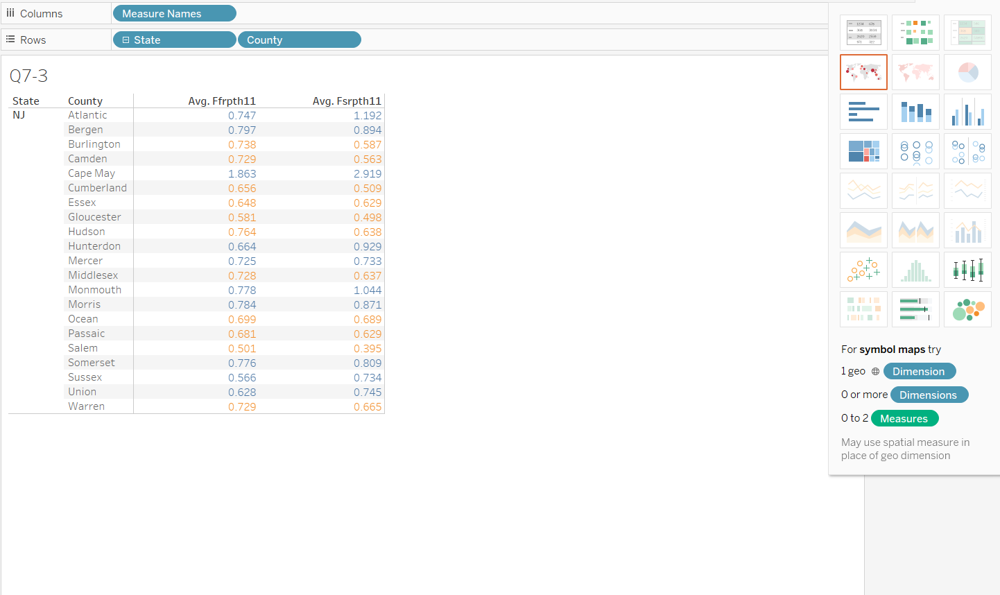 Columns Measure Names
Rows State County
Q7-3
State County Avg. Ffrpth11 Avg. Fsrpth11
NJ Atlantic 0.747 1.192
Bergen 0.797 0.894
Burlington 0.738 0.587
Camden 0.729 0.563
Cape May 1.863 2.919
Cumberland 0.656 0.509
Essex 0.648 0.629
Gloucester 0.581 0.498
Hudson 0.764 0.638
Hunterdon 0.664 0.929
Mercer 0.725 0.733
Middlesex 0.728 0.637
Monmouth 0.778 1.044
Morris 0.784 0.871
Ocean 0.699 0.689
Passaic 0.681 0.629
Salem 0.501 0.395
Somerset 0.776 0.809
Sussex 0.566 0.734
Union 0.628 0.745
Warren 0.729 0.665
For symbol maps try
1 geo Dimension
0 or more Dimensions
0 to 2 Measures
May use spatial measure in
place of geo dimension